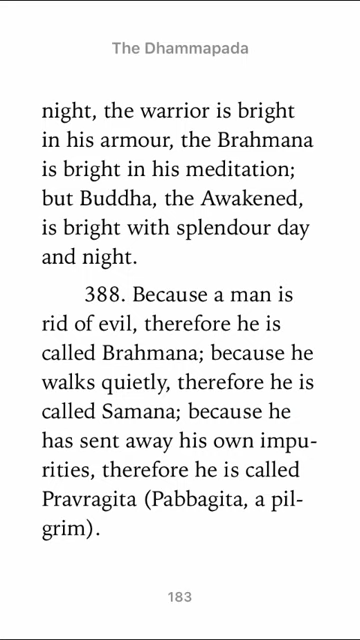 The Dhammapada
night, the warrior is bright
in his armour, the Brahmana
is bright in his meditation;
but Buddha, the Awakened,
is bright with splendour day
and night.
388. Because a man is
rid of evil, therefore he is
called Brahmana; because he
walks quietly, therefore he is
called Samana; because he
has sent away his own impu-
rities, therefore he is called
Pravragita (Pabbagita, a pil-
grim).
183